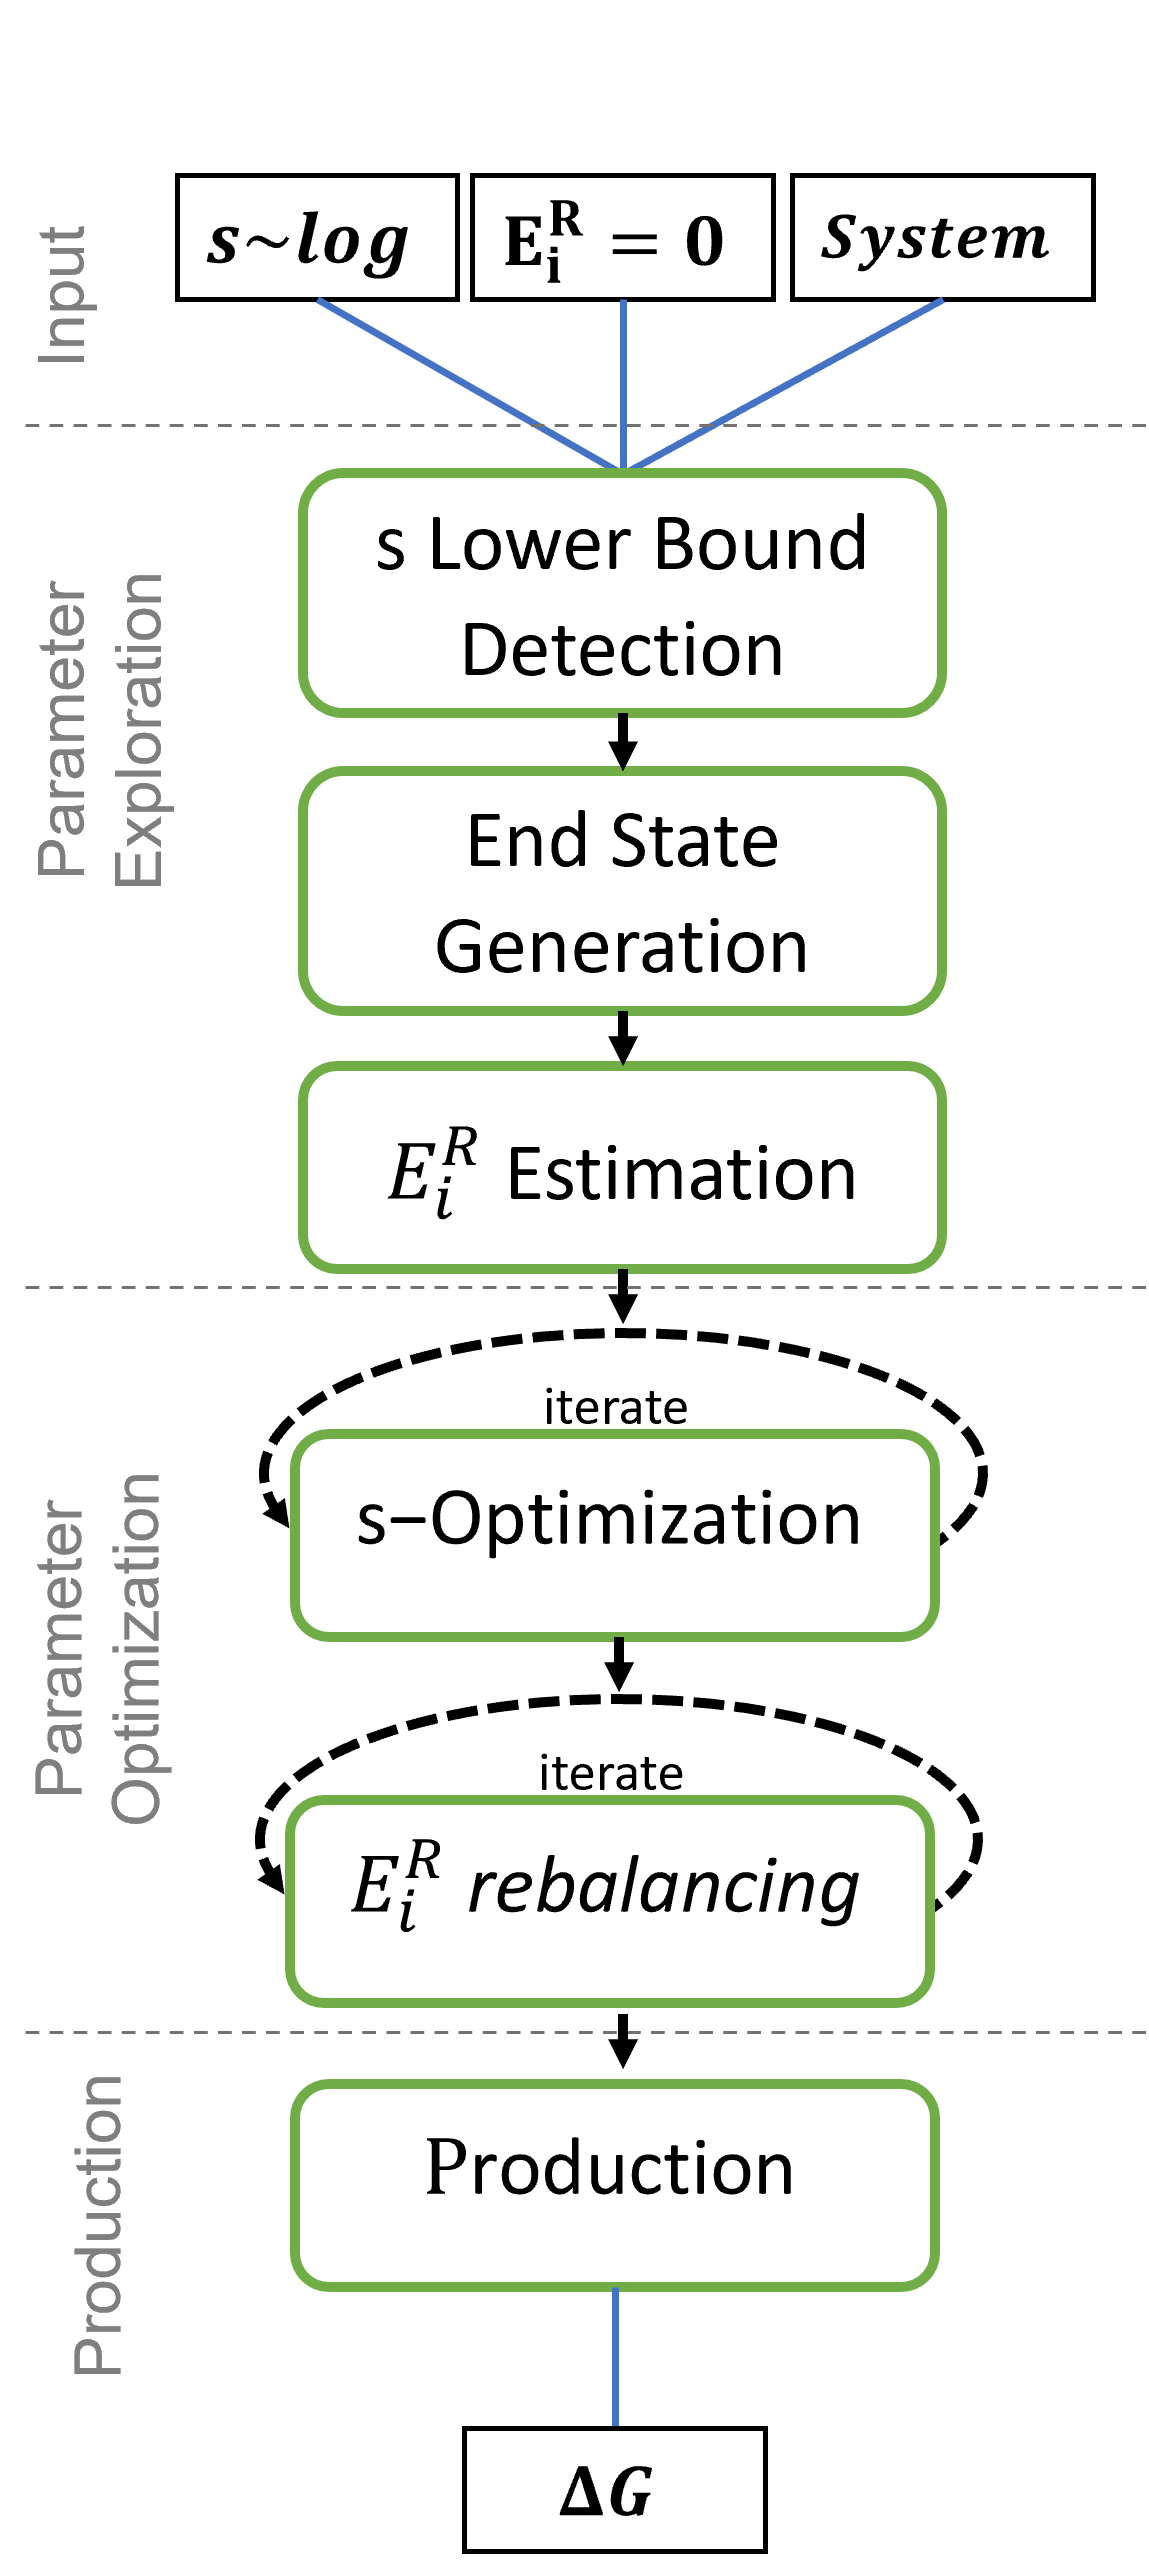 Input
s~log
E_i^R = 0
System
Parameter
Exploration
s Lower Bound
Detection
End State
Generation
E_i^R Estimation
Parameter
Optimization
iterate
s−Optimization
iterate
E_i^R rebalancing
Production
Production
ΔG